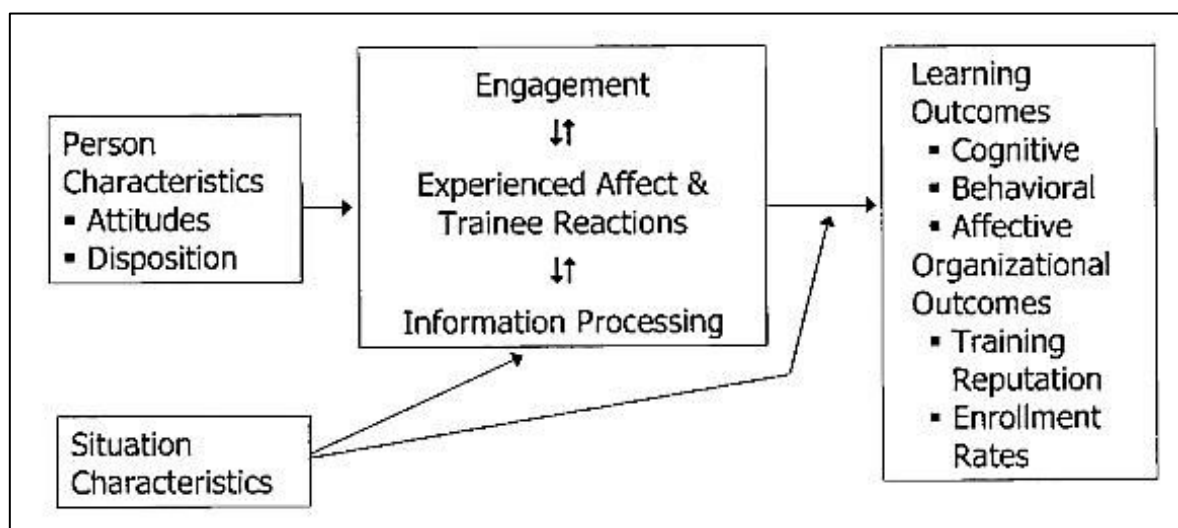 Person
Characteristics
▪ Attitudes
▪ Disposition
Situation
Characteristics
Engagement
Experienced Affect &
Trainee Reactions
Information Processing
Learning
Outcomes
▪ Cognitive
▪ Behavioral
▪ Affective
Organizational
Outcomes
▪ Training
Reputation
▪ Enrollment
Rates